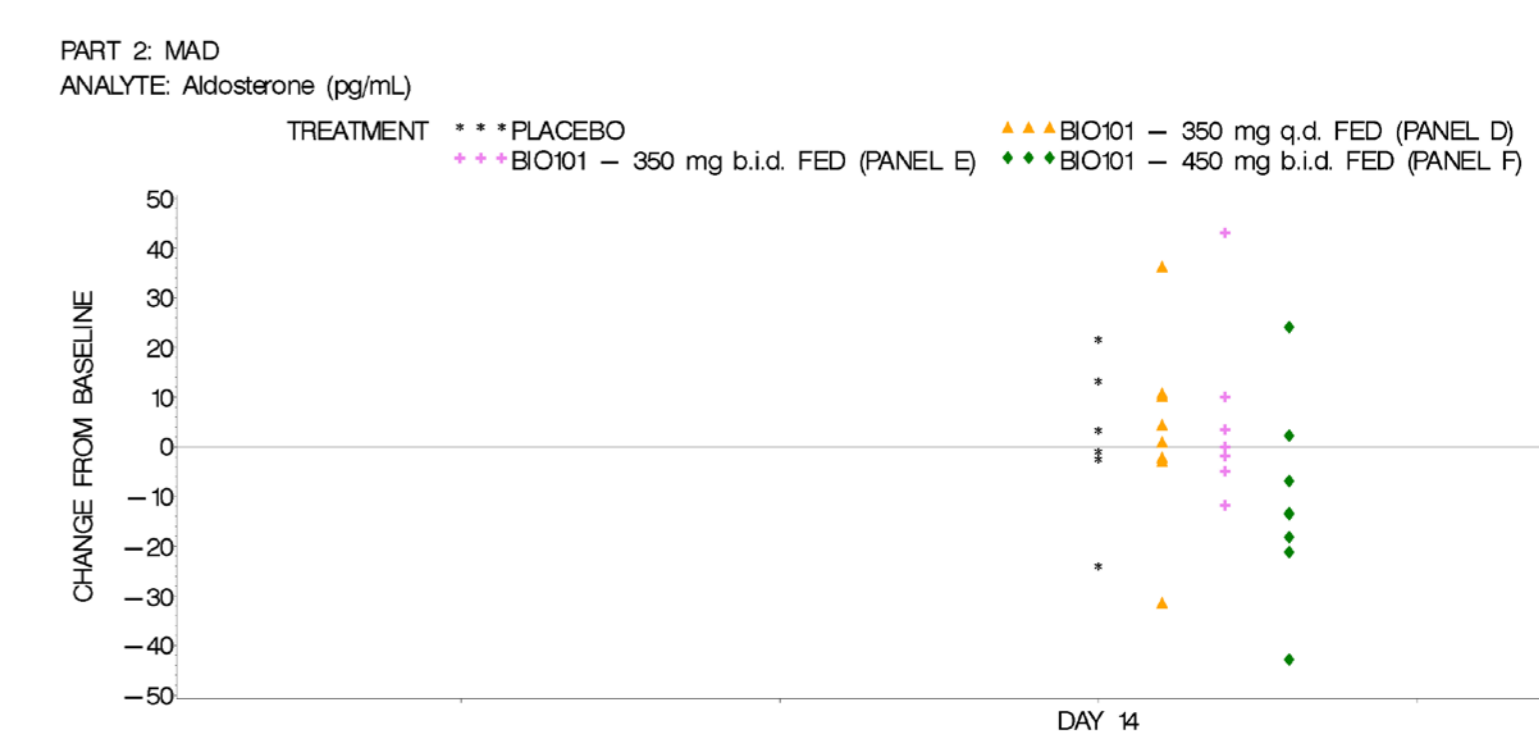 PART 2: MAD
ANALYTE: Aldosterone (pg/mL)
TREATMENT * * * PLACEBO ▲ ▲ ▲ BIO101 – 350 mg q.d. FED (PANEL D)
+ + + BIO101 – 350 mg b.i.d. FED (PANEL E) ◆ ◆ ◆ BIO101 – 450 mg b.i.d. FED (PANEL F)
CHANGE FROM BASELINE
50
40
30
20
10
0
–10
–20
–30
–40
–50
DAY 14